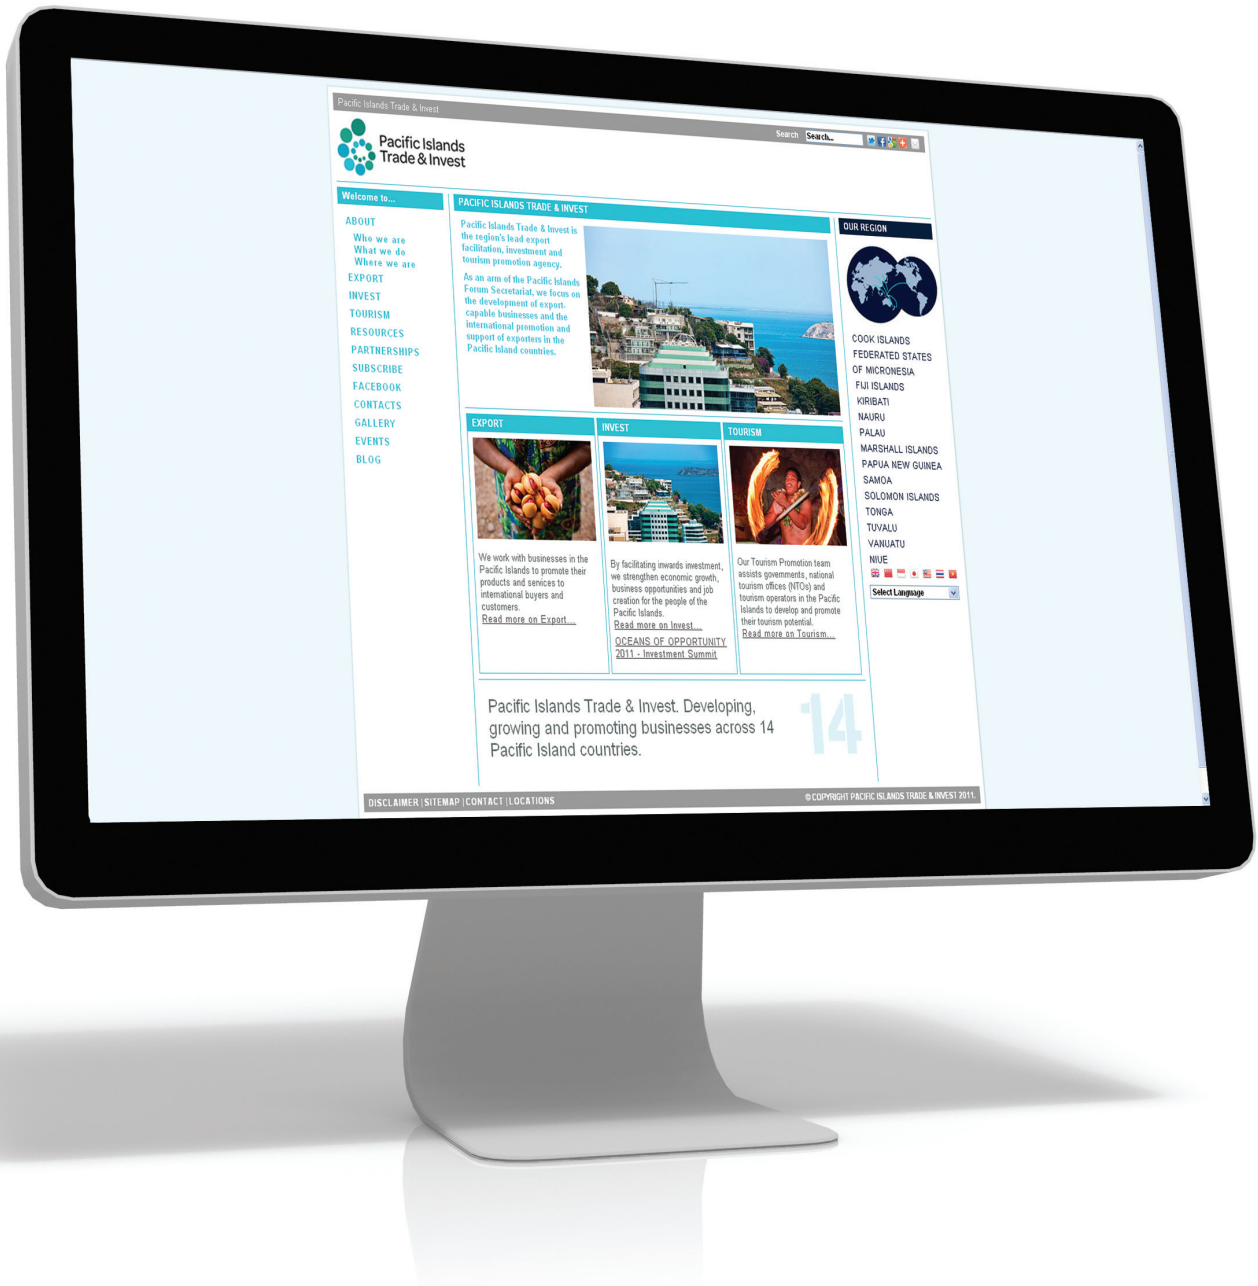 Pacific Islands Trade & Invest
Search
Search...
Pacific Islands
Trade & Invest
Welcome to...
ABOUT
Who we are
What we do
Where we are
EXPORT
INVEST
TOURISM
RESOURCES
PARTNERSHIPS
SUBSCRIBE
FACEBOOK
CONTACTS
GALLERY
EVENTS
BLOG
PACIFIC ISLANDS TRADE & INVEST
Pacific Islands Trade & Invest is
the region's lead export
facilitation, investment and
tourism promotion agency.
As an arm of the Pacific Islands
Forum Secretariat, we focus on
the development of export-
capable businesses and the
international promotion and
support of exporters in the
Pacific Island countries.
EXPORT
We work with businesses in the
Pacific Islands to promote their
products and services to
international buyers and
customers.
Read more on Export...
INVEST
By facilitating inwards investment,
we strengthen economic growth,
business opportunities and job
creation for the people of the
Pacific Islands.
Read more on Invest...
OCEANS OF OPPORTUNITY
2011 - Investment Summit
TOURISM
Our Tourism Promotion team
assists governments, national
tourism offices (NTOs) and
tourism operators in the Pacific
Islands to develop and promote
their tourism potential.
Read more on Tourism...
OUR REGION
COOK ISLANDS
FEDERATED STATES
OF MICRONESIA
FIJI ISLANDS
KIRIBATI
NAURU
PALAU
MARSHALL ISLANDS
PAPUA NEW GUINEA
SAMOA
SOLOMON ISLANDS
TONGA
TUVALU
VANUATU
NIUE
Select Language
Pacific Islands Trade & Invest. Developing,
growing and promoting businesses across 14
Pacific Island countries.
14
DISCLAIMER | SITEMAP | CONTACT | LOCATIONS
© COPYRIGHT PACIFIC ISLANDS TRADE & INVEST 2011.